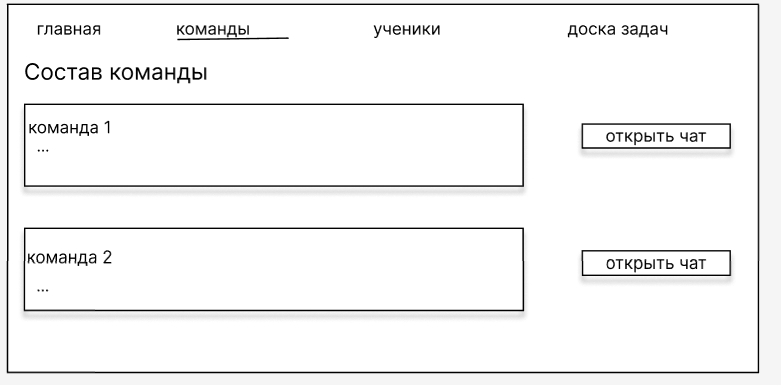 главная команды ученики доска задач
Состав команды
команда 1
...
открыть чат
команда 2
...
открыть чат